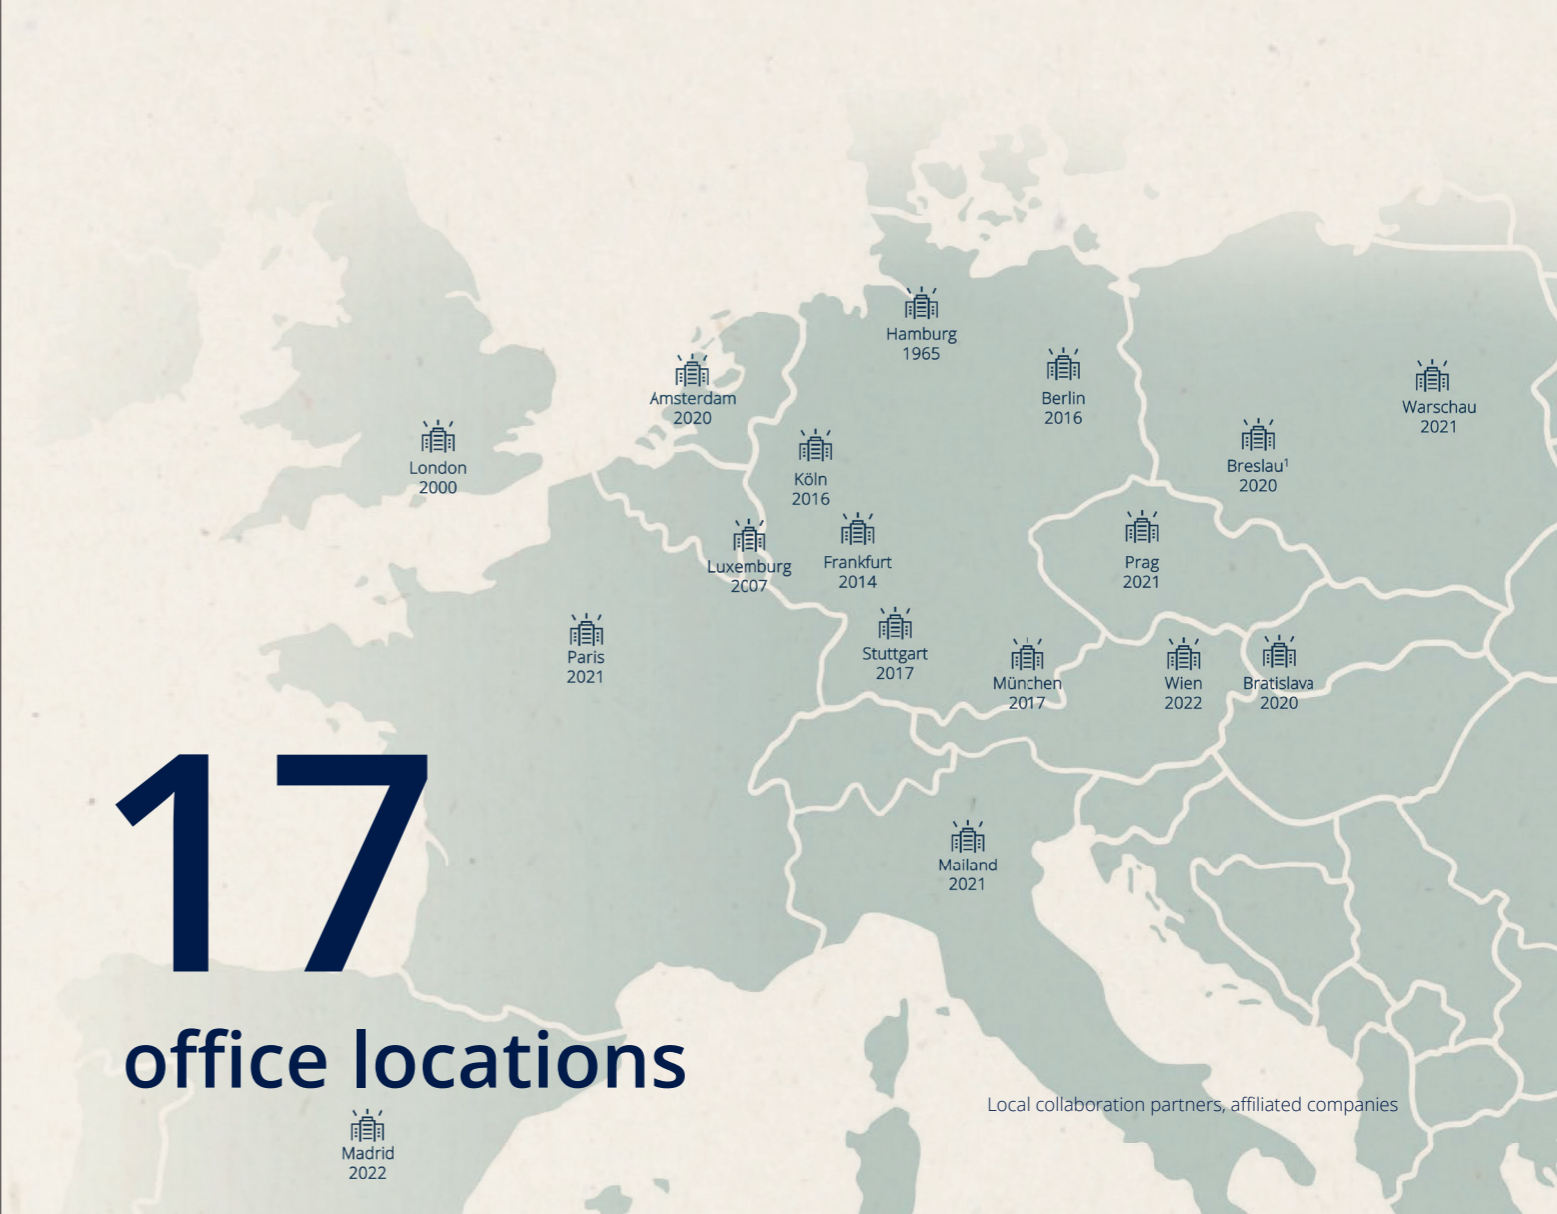 Hamburg
1965
Amsterdam
2020
Berlin
2016
Warschau
2021
London
2000
Köln
2016
Breslau¹
2020
Luxemburg
2007
Frankfurt
2014
Prag
2021
Paris
2021
Stuttgart
2017
München
2017
Wien
2022
Bratislava
2020
17
office locations
Mailand
2021
Local collaboration partners, affiliated companies
Madrid
2022